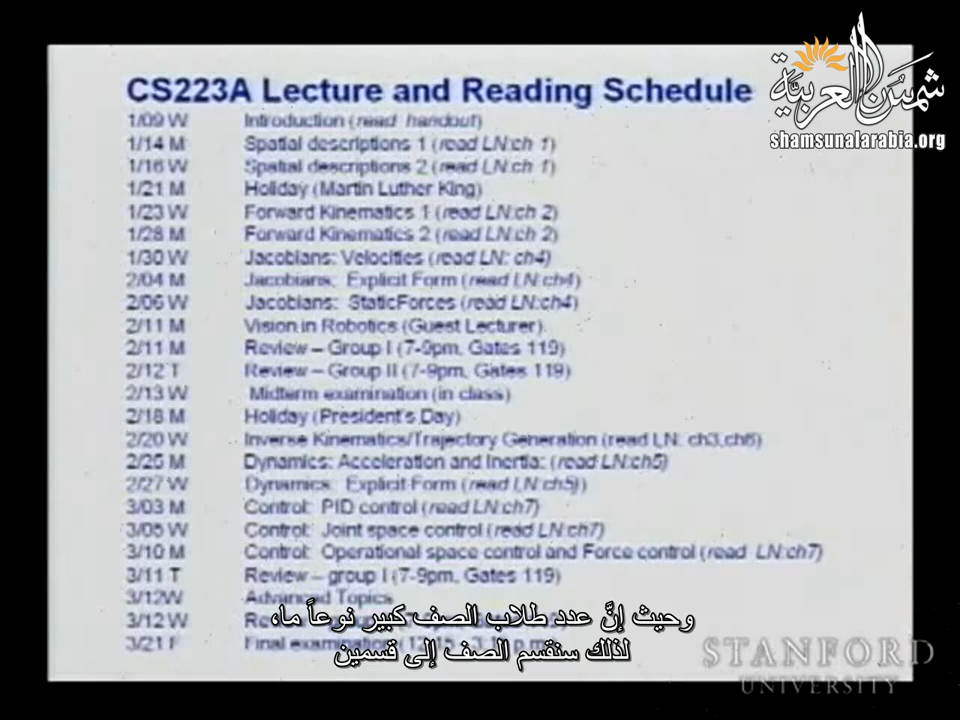 CS223A Lecture and Reading Schedule
شمس العربية
shamsunalarabia.org
1/09 W Introduction (read handout)
1/14 M Spatial descriptions 1 (read LN:ch 1)
1/16 W Spatial descriptions 2 (read LN:ch 1)
1/21 M Holiday (Martin Luther King)
1/23 W Forward Kinematics 1 (read LN:ch 2)
1/28 M Forward Kinematics 2 (read LN:ch 2)
1/30 W Jacobians: Velocities (read LN: ch4)
2/04 M Jacobians: Explicit Form (read LN:ch4)
2/06 W Jacobians: StaticForces (read LN:ch4)
2/11 M Vision in Robotics (Guest Lecturer).
2/11 M Review – Group I (7-9pm, Gates 119)
2/12 T Review – Group II (7-9pm, Gates 119)
2/13 W Midterm examination (in class)
2/18 M Holiday (President's Day)
2/20 W Inverse Kinematics/Trajectory Generation (read LN: ch3,ch6)
2/25 M Dynamics: Acceleration and Inertia: (read LN:ch5)
2/27 W Dynamics: Explicit Form (read LN:ch5))
3/03 M Control: PID control (read LN:ch7)
3/05 W Control: Joint space control (read LN:ch7)
3/10 M Control: Operational space control and Force control (read LN:ch7)
3/11 T Review – group I (7-9pm, Gates 119)
3/12W Advanced Topics
3/12 W
3/21 F Final
وحيث إنَّ عدد طلاب الصف كبير نوعاً ما،
لذلك سنقسم الصف إلى قسمين
STANFORD
UNIVERSITY